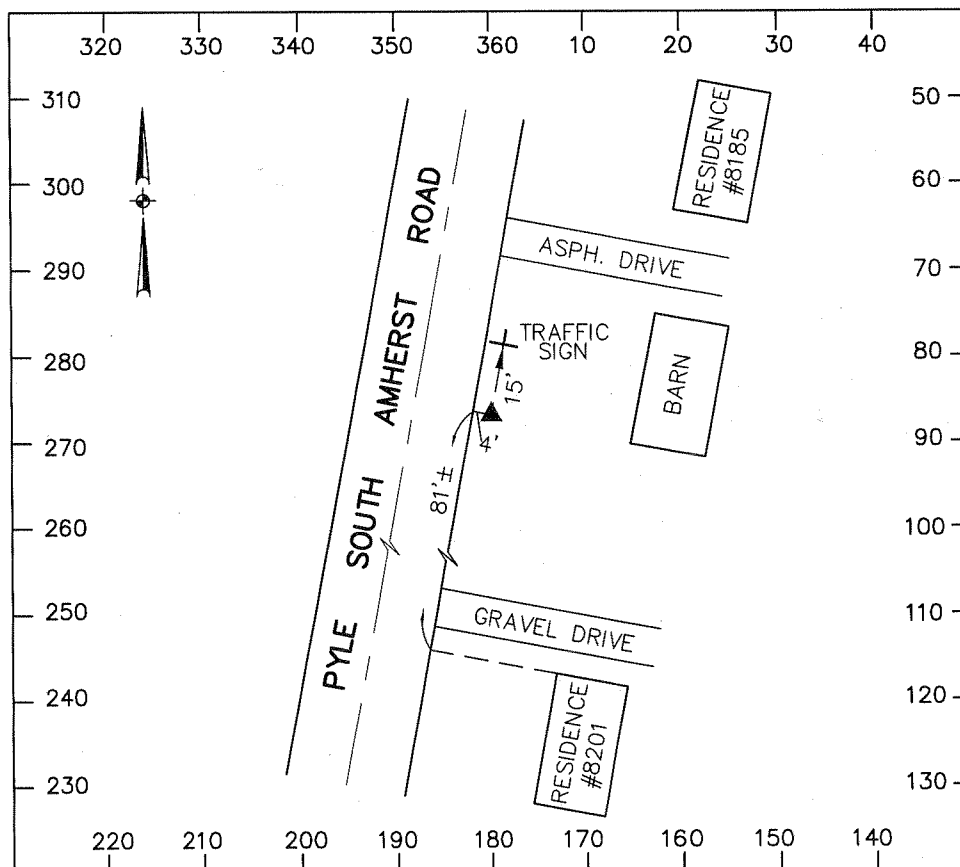 320 330 340 350 360 10 20 30 40
310
300
290
280
270
260
250
240
230
50
60
70
80
90
100
110
120
130
RESIDENCE
#8185
ASPH. DRIVE
TRAFFIC
SIGN
15'
4'
81'±
BARN
PYLE SOUTH AMHERST ROAD
GRAVEL DRIVE
RESIDENCE
#8201
220 210 200 190 180 170 160 150 140